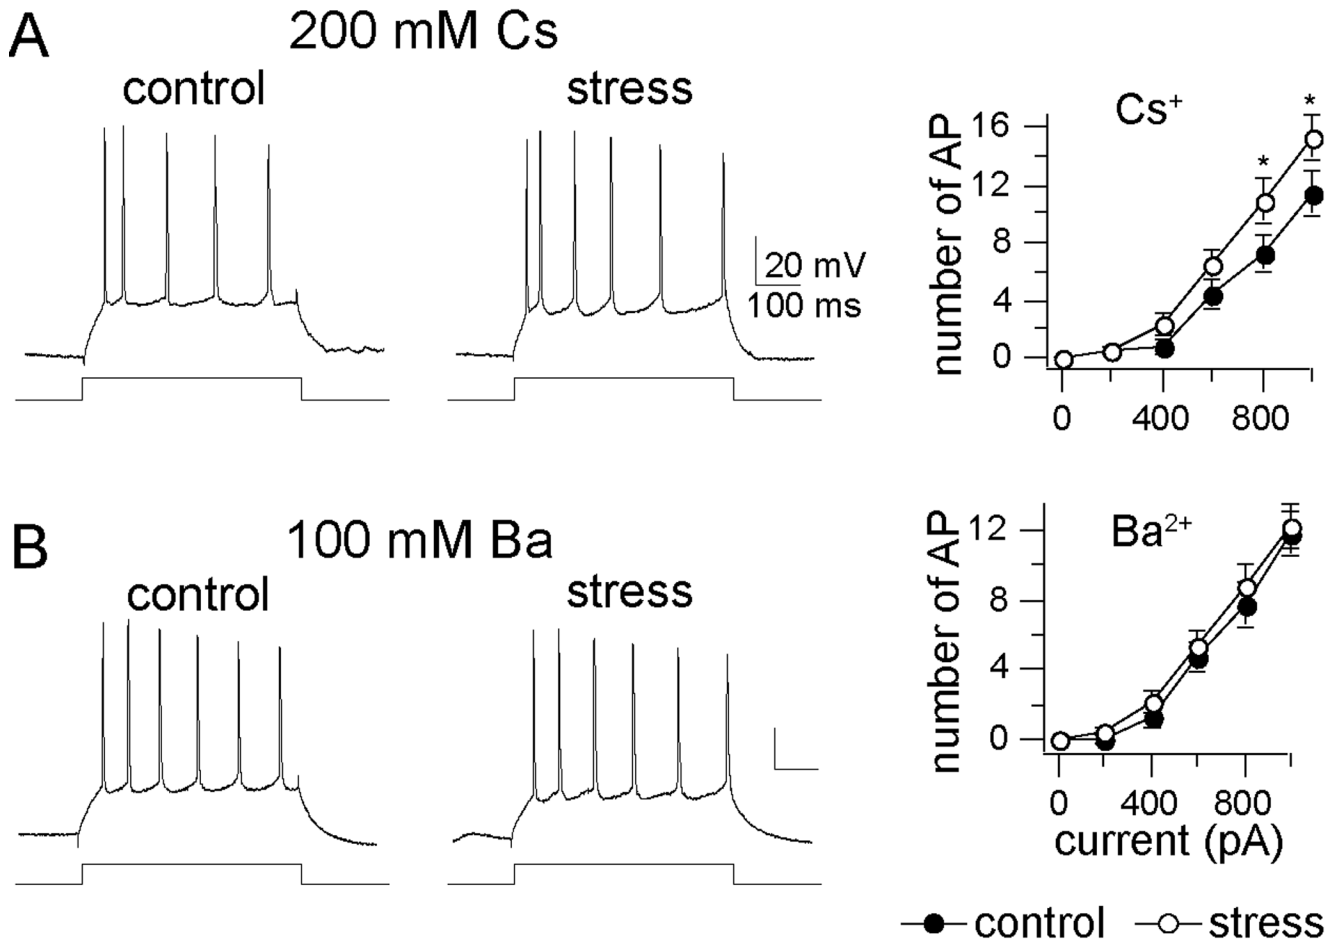 A
200 mM Cs
control
stress
20 mV
100 ms
Cs⁺
number of AP
16
12
8
4
0
*
*
0
400
800
B
100 mM Ba
control
stress
Ba²⁺
number of AP
12
8
4
0
0
400
800
current (pA)
control
stress